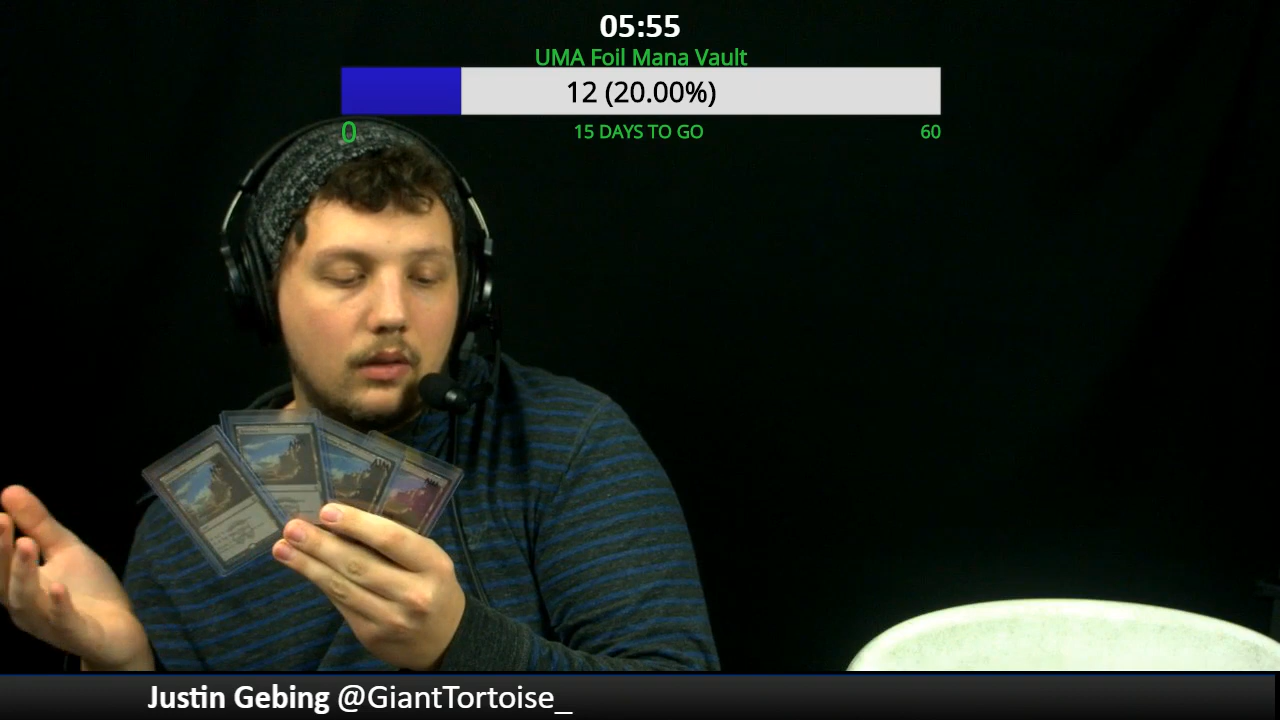 05:55
UMA Foil Mana Vault
12 (20.00%)
0 15 DAYS TO GO 60
Justin Gebing @GiantTortoise_